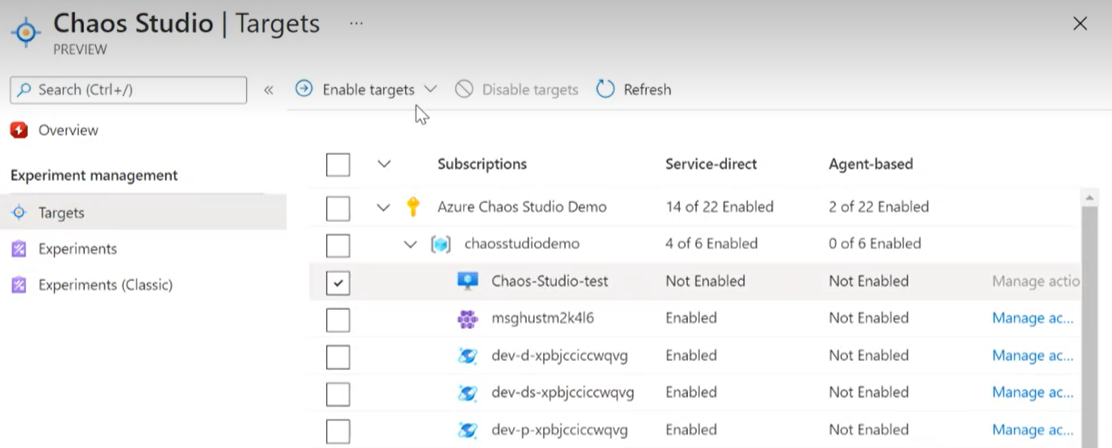 Chaos Studio | Targets ...
PREVIEW
Search (Ctrl+/) « Enable targets Disable targets Refresh
Overview
Experiment management
Targets
Experiments
Experiments (Classic)
Subscriptions Service-direct Agent-based
Azure Chaos Studio Demo 14 of 22 Enabled 2 of 22 Enabled
chaosstudiodemo 4 of 6 Enabled 0 of 6 Enabled
Chaos-Studio-test Not Enabled Not Enabled Manage actio
msghustm2k4l6 Enabled Not Enabled Manage ac...
dev-d-xpbjcciccwqvg Enabled Not Enabled Manage ac...
dev-ds-xpbjcciccwqvg Enabled Not Enabled Manage ac...
dev-p-xpbjcciccwqvg Enabled Not Enabled Manage ac...